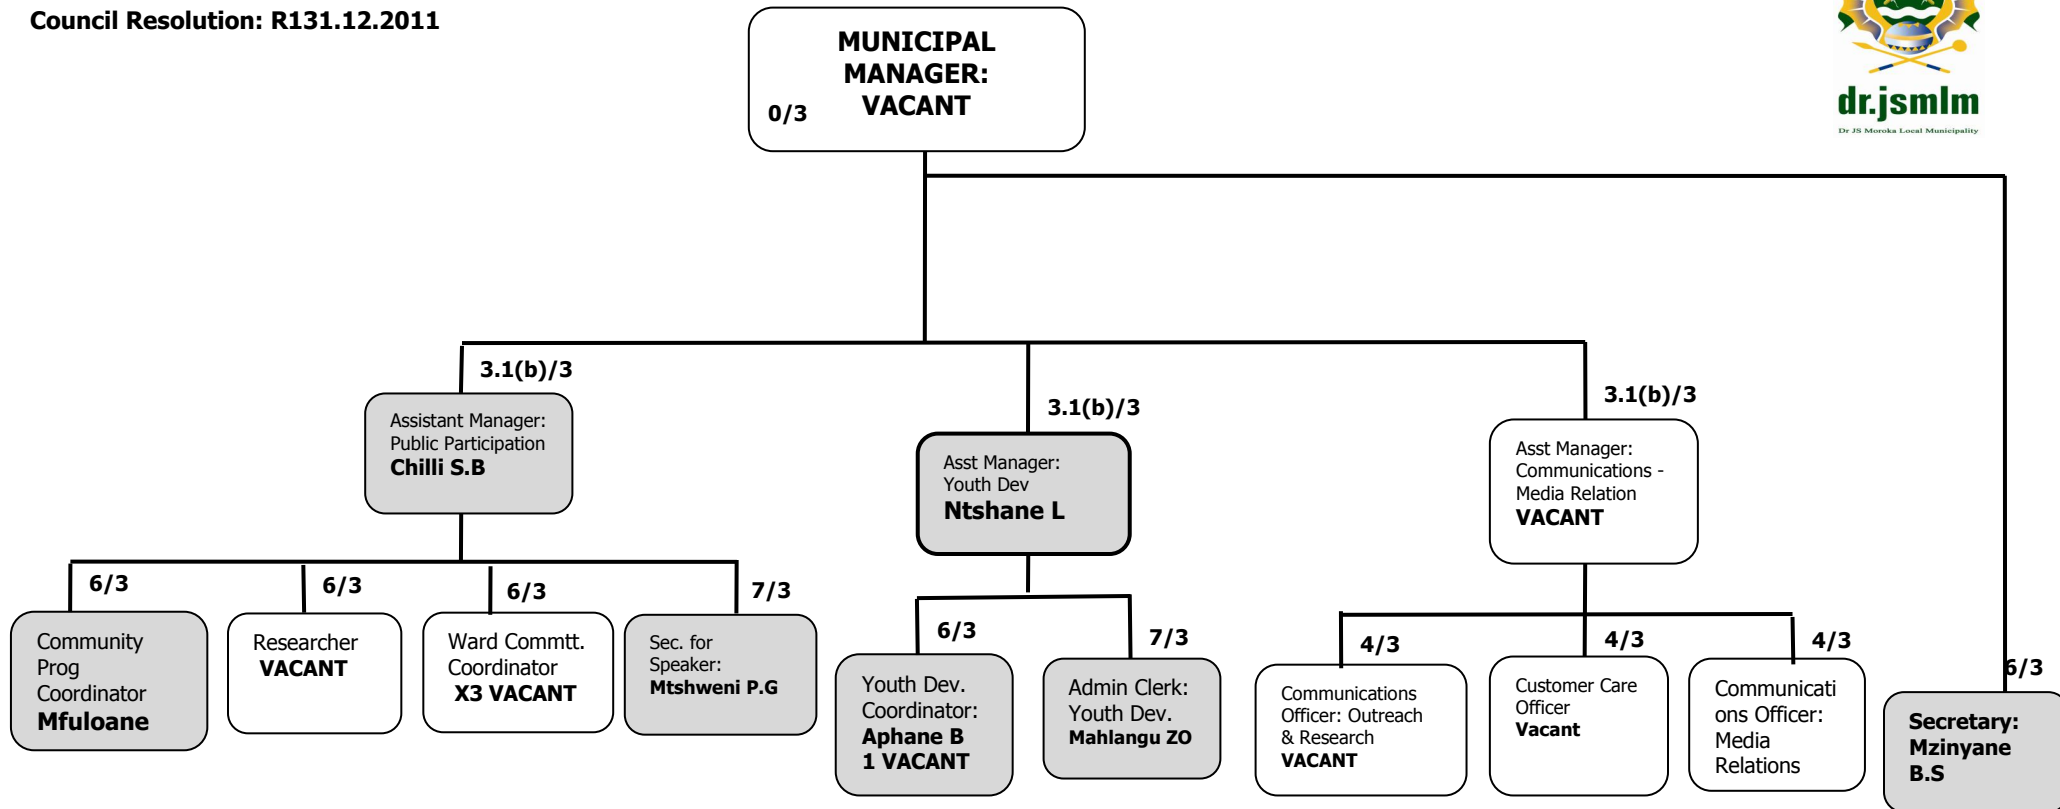 Council Resolution: R131.12.2011
MUNICIPAL
MANAGER:
VACANT
0/3
dr.jsmlm
Dr JS Moroka Local Municipality
3.1(b)/3
Assistant Manager:
Public Participation
Chilli S.B
3.1(b)/3
Asst Manager:
Youth Dev
Ntshane L
3.1(b)/3
Asst Manager:
Communications -
Media Relation
VACANT
6/3
Community
Prog
Coordinator
Mfuloane
6/3
Researcher
VACANT
6/3
Ward Commtt.
Coordinator
X3 VACANT
7/3
Sec. for
Speaker:
Mtshweni P.G
6/3
Youth Dev.
Coordinator:
Aphane B
1 VACANT
7/3
Admin Clerk:
Youth Dev.
Mahlangu ZO
4/3
Communications
Officer: Outreach
& Research
VACANT
4/3
Customer Care
Officer
Vacant
4/3
Communicati
ons Officer:
Media
Relations
6/3
Secretary:
Mzinyane
B.S